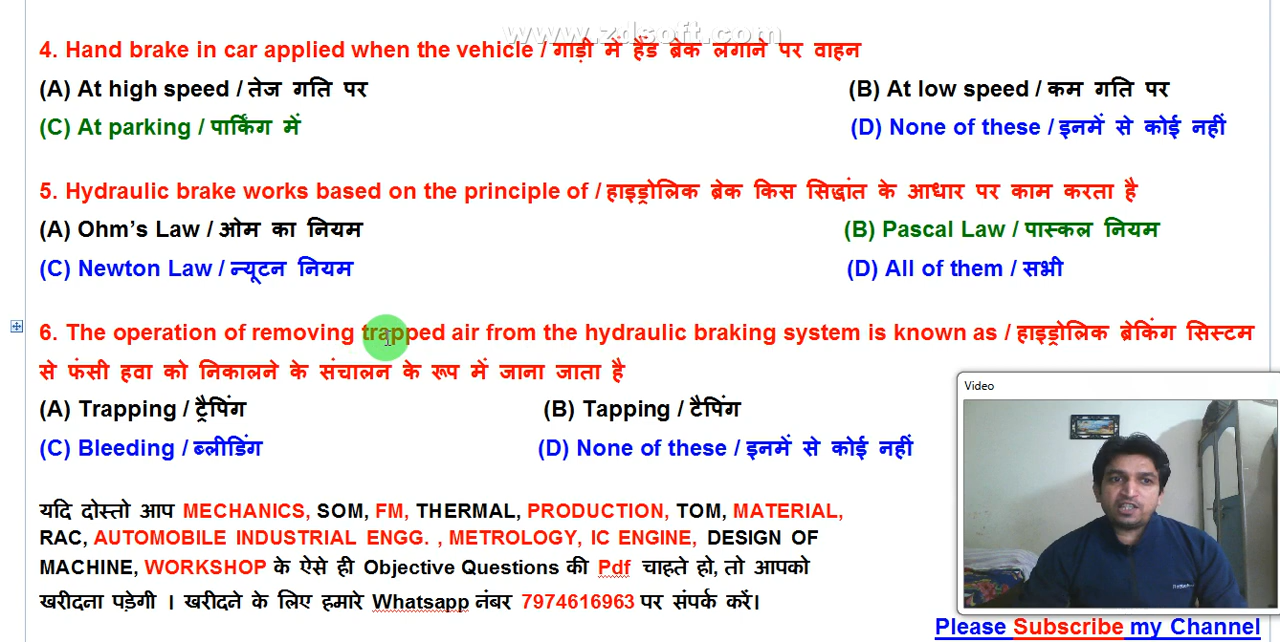 www.zdsoft.com
4. Hand brake in car applied when the vehicle / गाड़ी में हैंड ब्रेक लगाने पर वाहन
(A) At high speed / तेज गति पर (B) At low speed / कम गति पर
(C) At parking / पार्किंग में (D) None of these / इनमें से कोई नहीं
5. Hydraulic brake works based on the principle of / हाइड्रोलिक ब्रेक किस सिद्धांत के आधार पर काम करता है
(A) Ohm's Law / ओम का नियम (B) Pascal Law / पास्कल नियम
(C) Newton Law / न्यूटन नियम (D) All of them / सभी
6. The operation of removing trapped air from the hydraulic braking system is known as / हाइड्रोलिक ब्रेकिंग सिस्टम
से फंसी हवा को निकालने के संचालन के रूप में जाना जाता है
(A) Trapping / ट्रैपिंग (B) Tapping / टैपिंग
(C) Bleeding / ब्लीडिंग (D) None of these / इनमें से कोई नहीं
यदि दोस्तो आप MECHANICS, SOM, FM, THERMAL, PRODUCTION, TOM, MATERIAL,
RAC, AUTOMOBILE INDUSTRIAL ENGG. , METROLOGY, IC ENGINE, DESIGN OF
MACHINE, WORKSHOP के ऐसे ही Objective Questions की Pdf चाहते हो, तो आपको
खरीदना पड़ेगी । खरीदने के लिए हमारे Whatsapp नंबर 7974616963 पर संपर्क करें।
Video
Please Subscribe my Channel